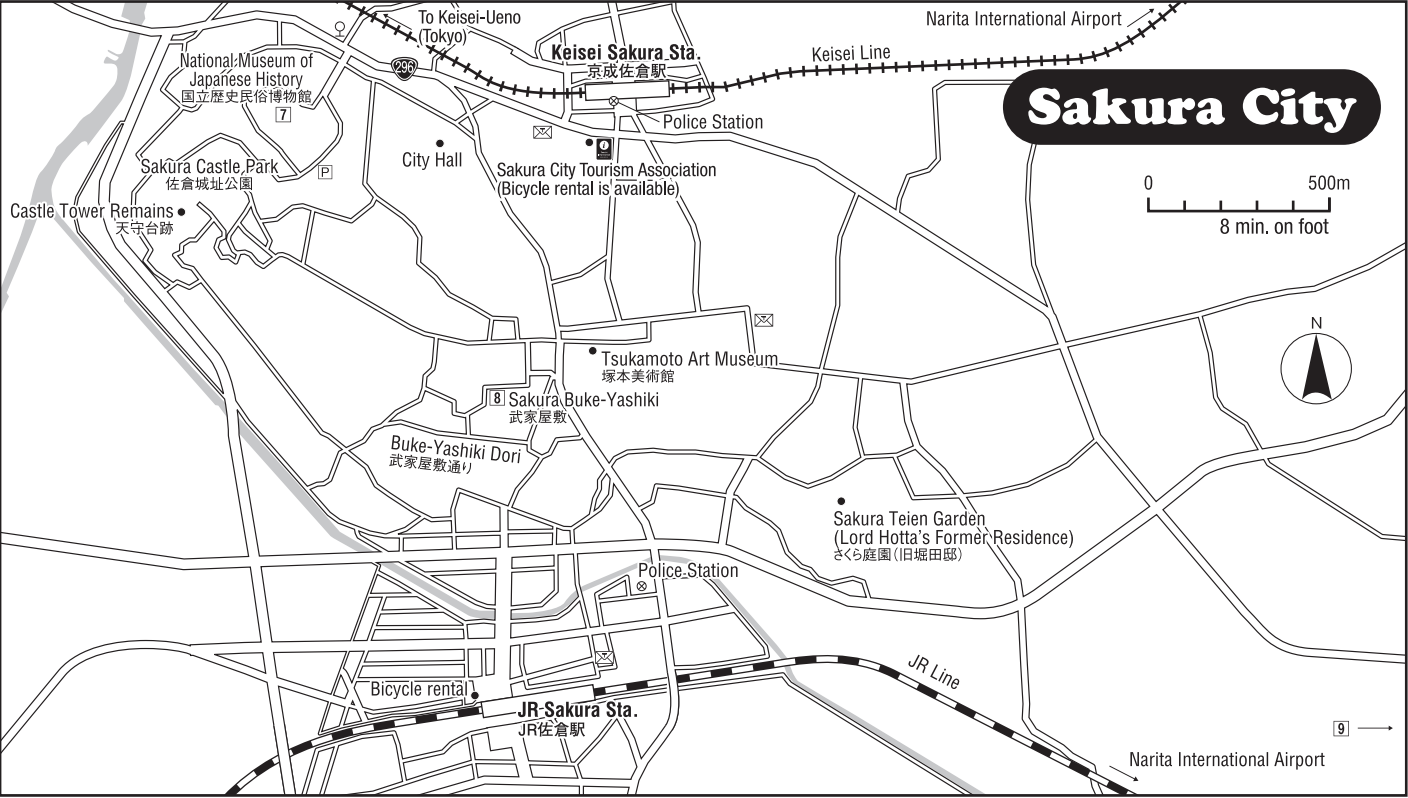 To Keisei-Ueno
(Tokyo)
Narita International Airport
Keisei Sakura Sta.
京成佐倉駅
Keisei Line
National Museum of
Japanese History
国立歴史民俗博物館
7
296
Sakura City
Police Station
City Hall
Sakura City Tourism Association
(Bicycle rental is available)
Sakura Castle Park
佐倉城址公園
P
Castle Tower Remains
天守台跡
0 500m
8 min. on foot
N
Tsukamoto Art Museum
塚本美術館
8 Sakura Buke-Yashiki
武家屋敷
Buke-Yashiki Dori
武家屋敷通り
Sakura Teien Garden
(Lord Hotta's Former Residence)
さくら庭園(旧堀田邸)
Police Station
Bicycle rental
JR Sakura Sta.
JR佐倉駅
JR Line
9
Narita International Airport